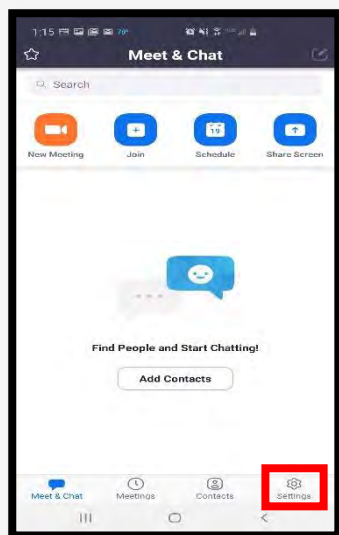 1:15 70°
Meet & Chat
Search
19
New Meeting Join Schedule Share Screen
Find People and Start Chatting!
Add Contacts
Meet & Chat Meetings Contacts Settings